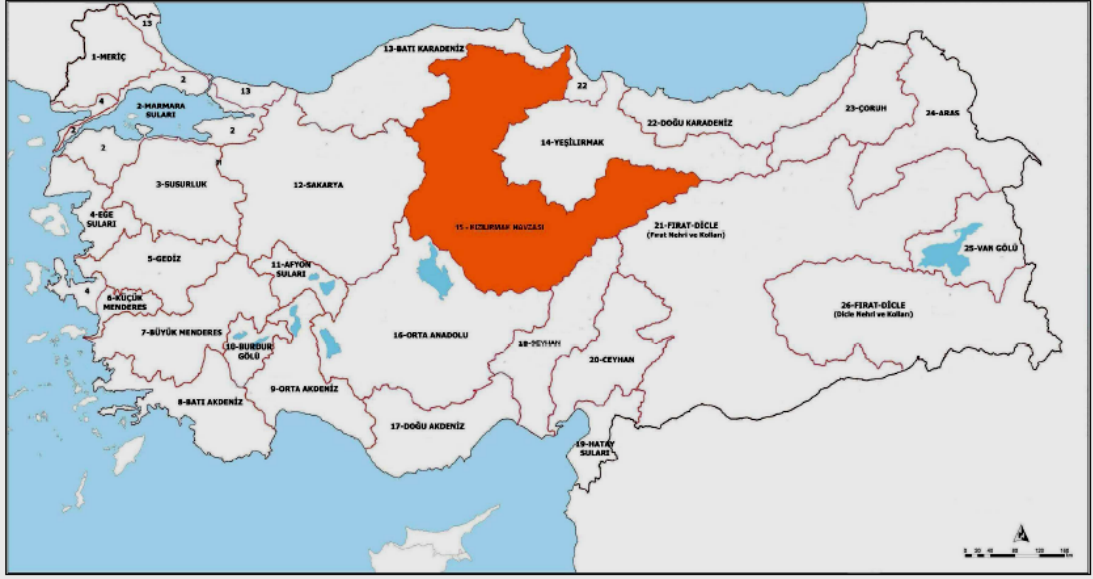 13
1-MERİÇ
13-BATI KARADENİZ
2
4
13
22
2-MARMARA
SULARI
2
2
2
23-ÇORUH
24-ARAS
22-DOĞU KARADENİZ
14-YEŞİLIRMAK
3-SUSURLUK
12-SAKARYA
4-EGE
SULARI
15 - KIZILIRMAK HAVZASI
21-FIRAT-DİCLE
(Fırat Nehri ve Kolları)
25-VAN GÖLÜ
5-GEDİZ
11-AFYON
SULARI
4
6-KÜÇÜK
MENDERES
26-FIRAT-DİCLE
(Dicle Nehri ve Kolları)
7-BÜYÜK MENDERES
16-ORTA ANADOLU
10-BURDUR
GÖLÜ
18-SEYHAN
20-CEYHAN
9-ORTA AKDENİZ
8-BATI AKDENİZ
17-DOĞU AKDENİZ
19-HATAY
SULARI